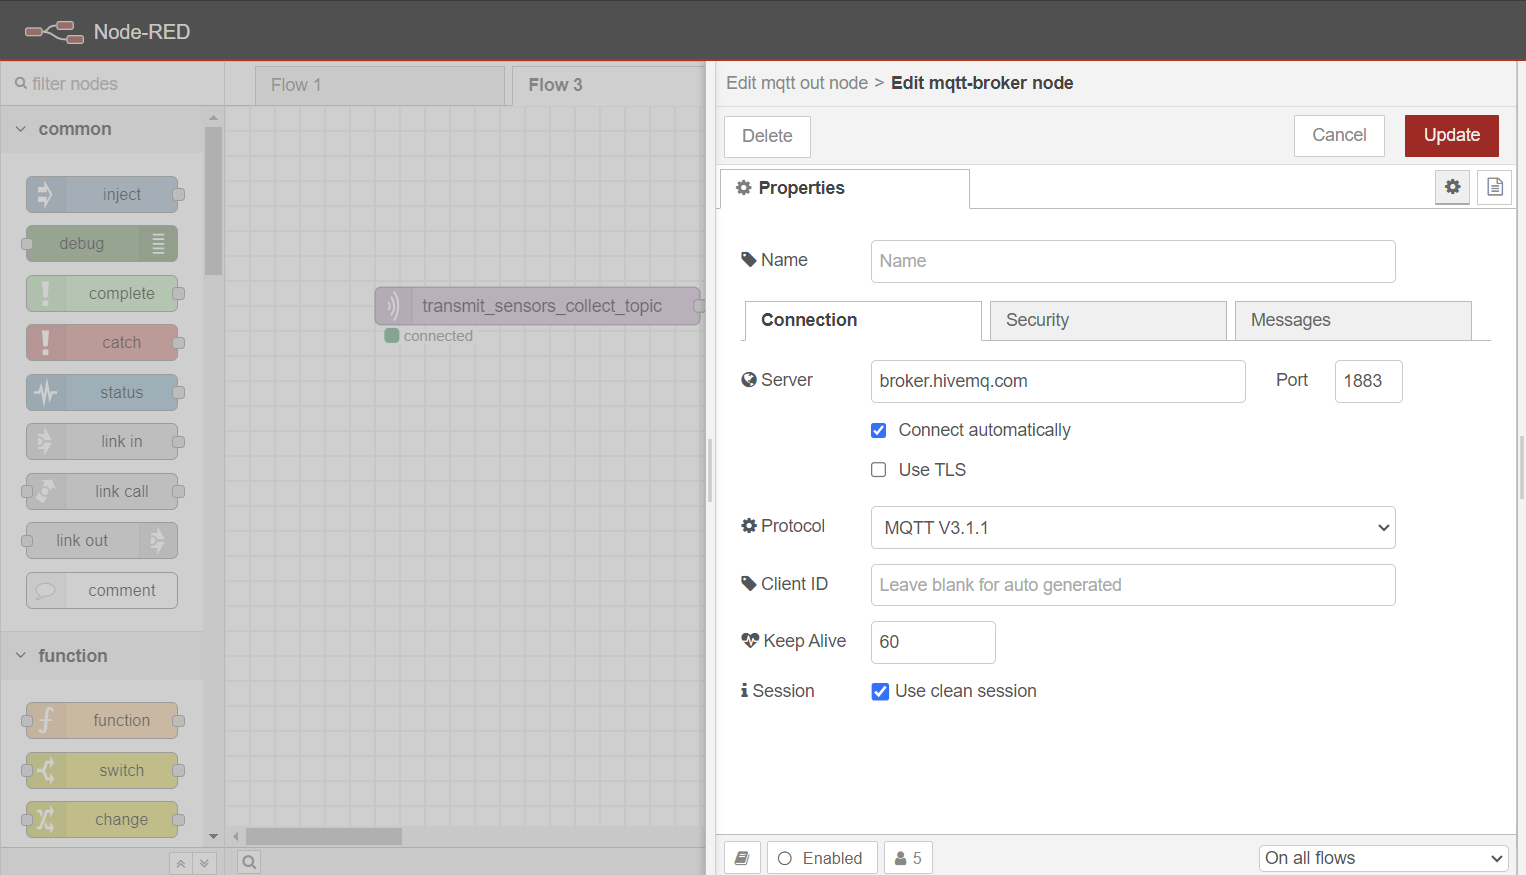 Node-RED
filter nodes
Flow 1
Flow 3
common
inject
debug
complete
catch
status
link in
link call
link out
comment
function
function
switch
change
transmit_sensors_collect_topic
connected
Edit mqtt out node > Edit mqtt-broker node
Delete
Cancel
Update
Properties
Name
Name
Connection
Security
Messages
Server
broker.hivemq.com
Port
1883
Connect automatically
Use TLS
Protocol
MQTT V3.1.1
Client ID
Leave blank for auto generated
Keep Alive
60
Session
Use clean session
Enabled
5
On all flows